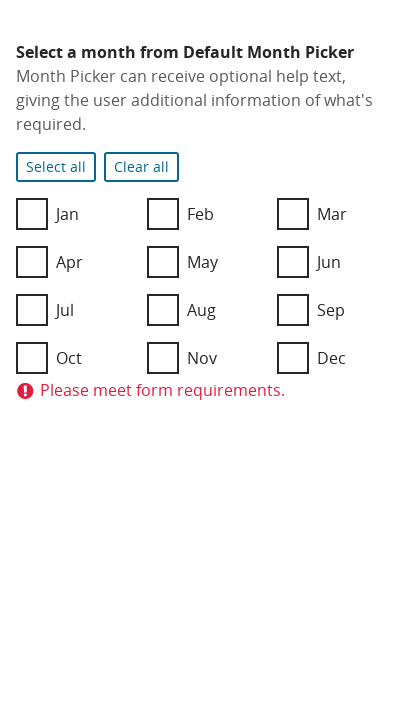 Select a month from Default Month Picker
Month Picker can receive optional help text,
giving the user additional information of what's
required.
Select all Clear all
Jan Feb Mar
Apr May Jun
Jul Aug Sep
Oct Nov Dec
Please meet form requirements.